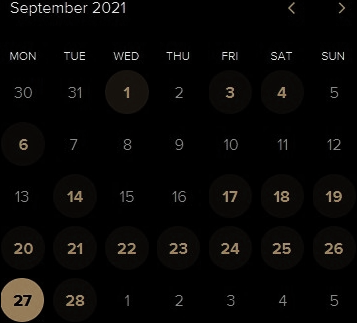 September 2021
MON TUE WED THU FRI SAT SUN
30 31 1 2 3 4 5
6 7 8 9 10 11 12
13 14 15 16 17 18 19
20 21 22 23 24 25 26
27 28 1 2 3 4 5